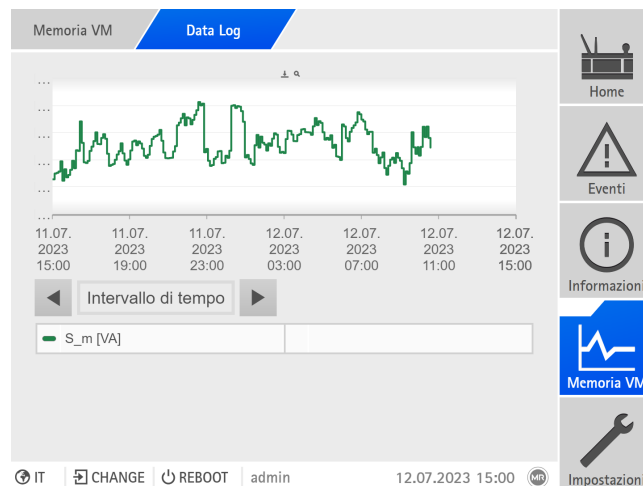 Memoria VM
Data Log
Home
...
...
...
...
...
...
Eventi
11.07. 11.07. 11.07. 12.07. 12.07. 12.07. 12.07.
2023 2023 2023 2023 2023 2023 2023
15:00 19:00 23:00 03:00 07:00 11:00 15:00
Informazioni
Intervallo di tempo
S_m [VA]
Memoria VM
IT CHANGE REBOOT admin 12.07.2023 15:00 MR
Impostazioni